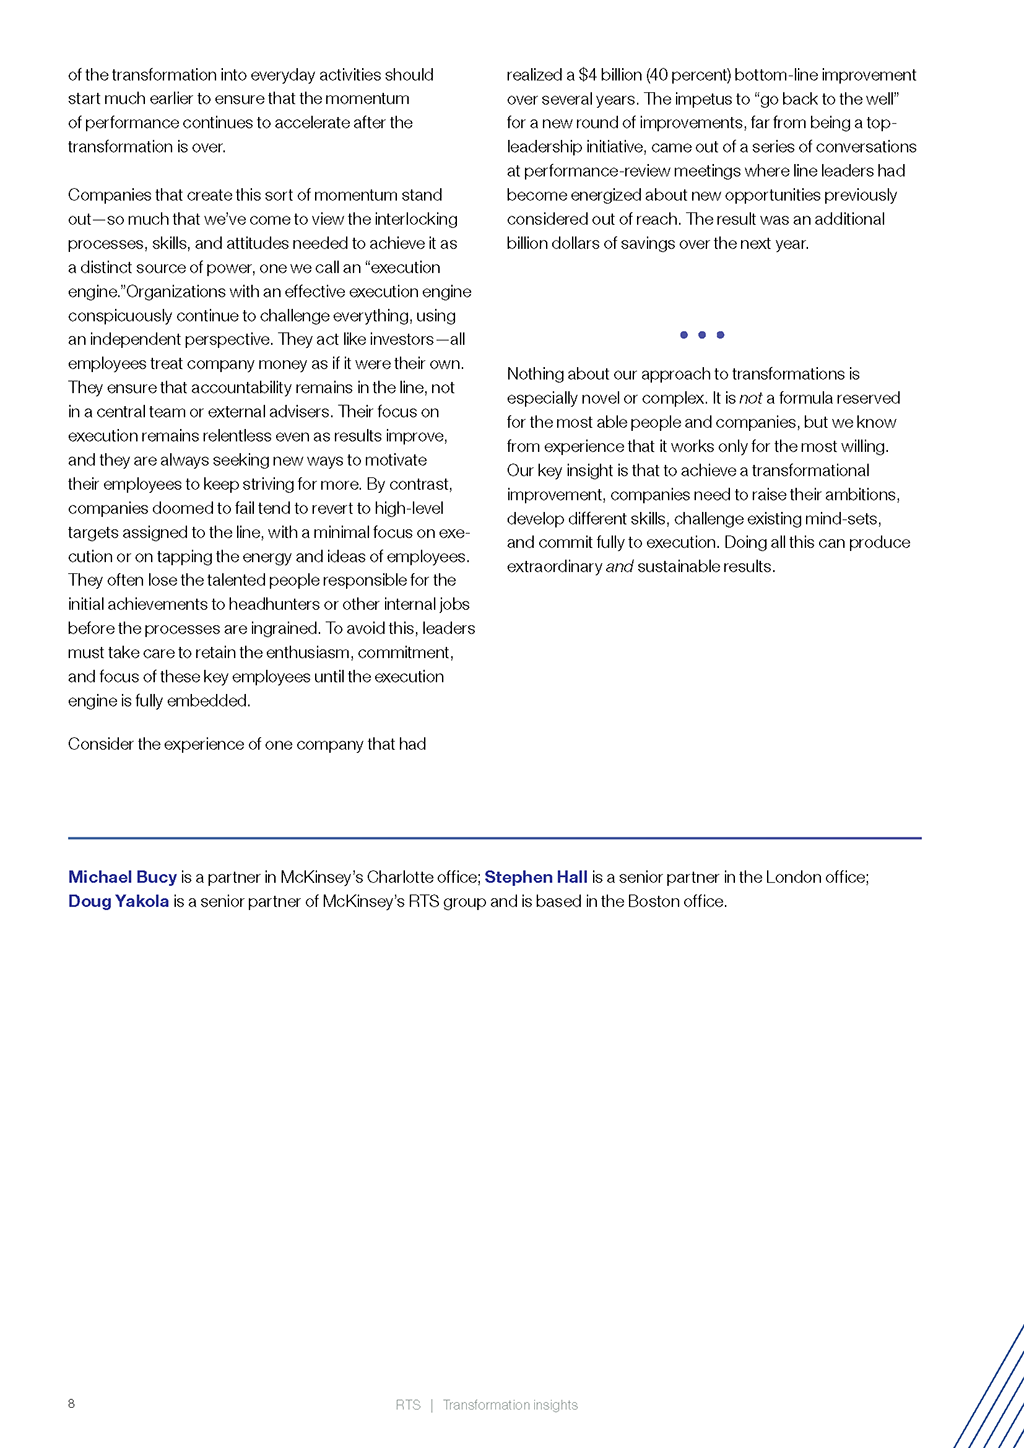 of the transformation into everyday activities should
start much earlier to ensure that the momentum
of performance continues to accelerate after the
transformation is over.
Companies that create this sort of momentum stand
out—so much that we’ve come to view the interlocking
processes, skills, and attitudes needed to achieve it as
a distinct source of power, one we call an “execution
engine.”Organizations with an effective execution engine
conspicuously continue to challenge everything, using
an independent perspective. They act like investors—all
employees treat company money as if it were their own.
They ensure that accountability remains in the line, not
in a central team or external advisers. Their focus on
execution remains relentless even as results improve,
and they are always seeking new ways to motivate
their employees to keep striving for more. By contrast,
companies doomed to fail tend to revert to high-level
targets assigned to the line, with a minimal focus on exe-
cution or on tapping the energy and ideas of employees.
They often lose the talented people responsible for the
initial achievements to headhunters or other internal jobs
before the processes are ingrained. To avoid this, leaders
must take care to retain the enthusiasm, commitment,
and focus of these key employees until the execution
engine is fully embedded.
Consider the experience of one company that had
realized a $4 billion (40 percent) bottom-line improvement
over several years. The impetus to “go back to the well”
for a new round of improvements, far from being a top-
leadership initiative, came out of a series of conversations
at performance-review meetings where line leaders had
become energized about new opportunities previously
considered out of reach. The result was an additional
billion dollars of savings over the next year.
• • •
Nothing about our approach to transformations is
especially novel or complex. It is not a formula reserved
for the most able people and companies, but we know
from experience that it works only for the most willing.
Our key insight is that to achieve a transformational
improvement, companies need to raise their ambitions,
develop different skills, challenge existing mind-sets,
and commit fully to execution. Doing all this can produce
extraordinary and sustainable results.
Michael Bucy is a partner in McKinsey’s Charlotte office; Stephen Hall is a senior partner in the London office;
Doug Yakola is a senior partner of McKinsey’s RTS group and is based in the Boston office.
8
RTS | Transformation insights